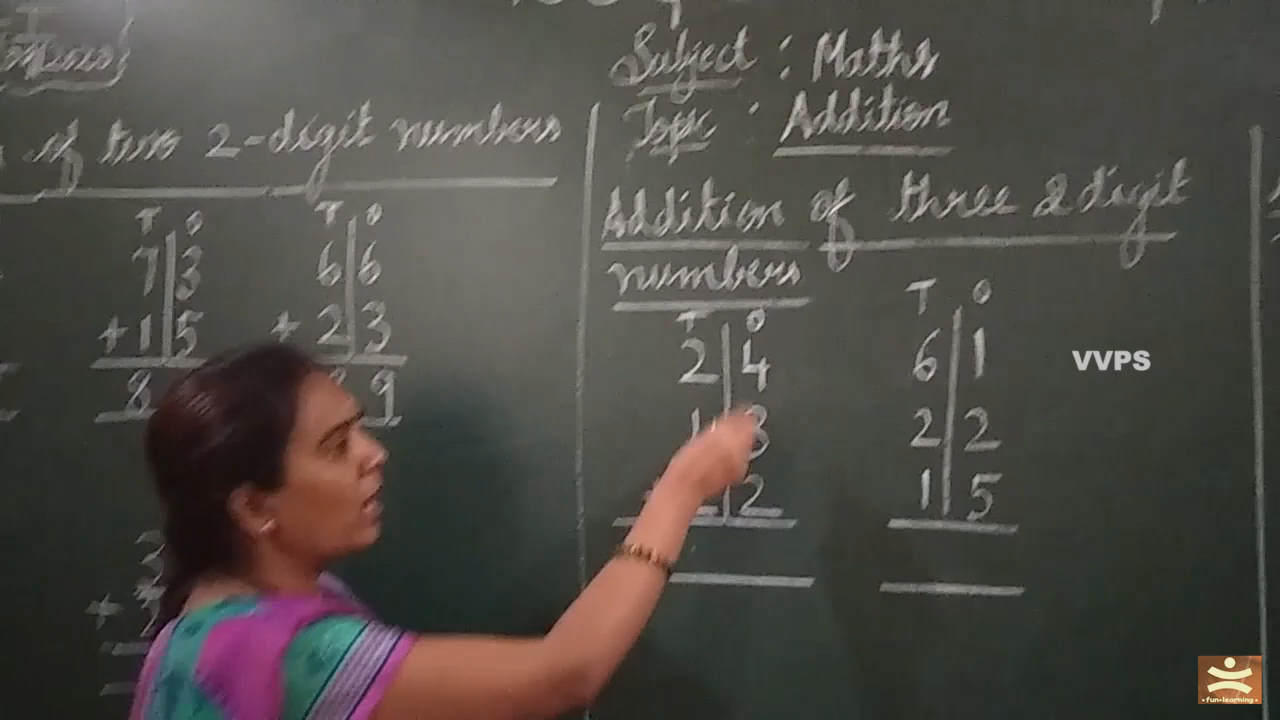 of two 2-digit numbers
T O
7 3
+ 1 5
8
T O
6 6
+ 2 3
9
Subject : Maths
Topic : Addition
Addition of three 2 digit
numbers
T O
2 4
1 3
2
T O
6 1
2 2
1 5
VVPS
fun-learning